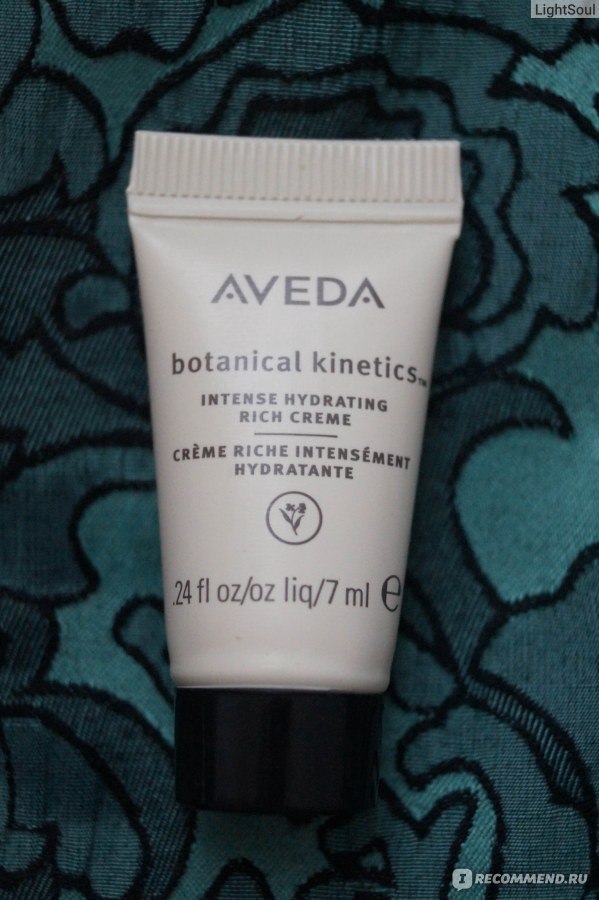 LightSoul
AVEDA
botanical kinetics™
INTENSE HYDRATING
RICH CREME
CRÈME RICHE INTENSÉMENT
HYDRATANTE
.24 fl oz/oz liq/7 ml ℮
IRECOMMEND.RU